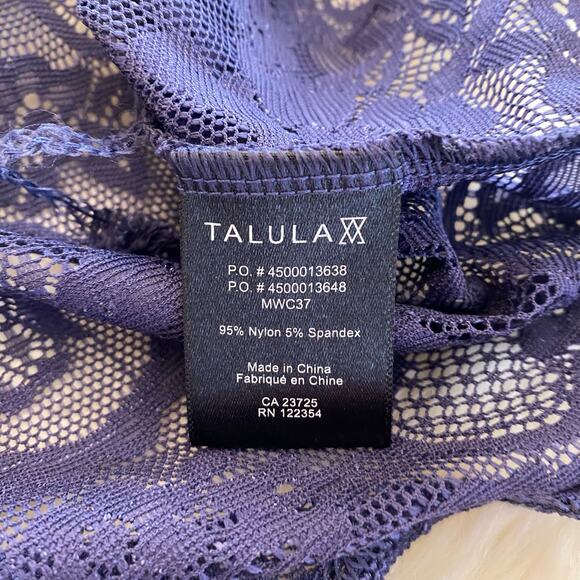 TALULA
P.O. # 4500013638
P.O. # 4500013648
MWC37
95% Nylon 5% Spandex
Made in China
Fabriqué en Chine
CA 23725
RN 122354